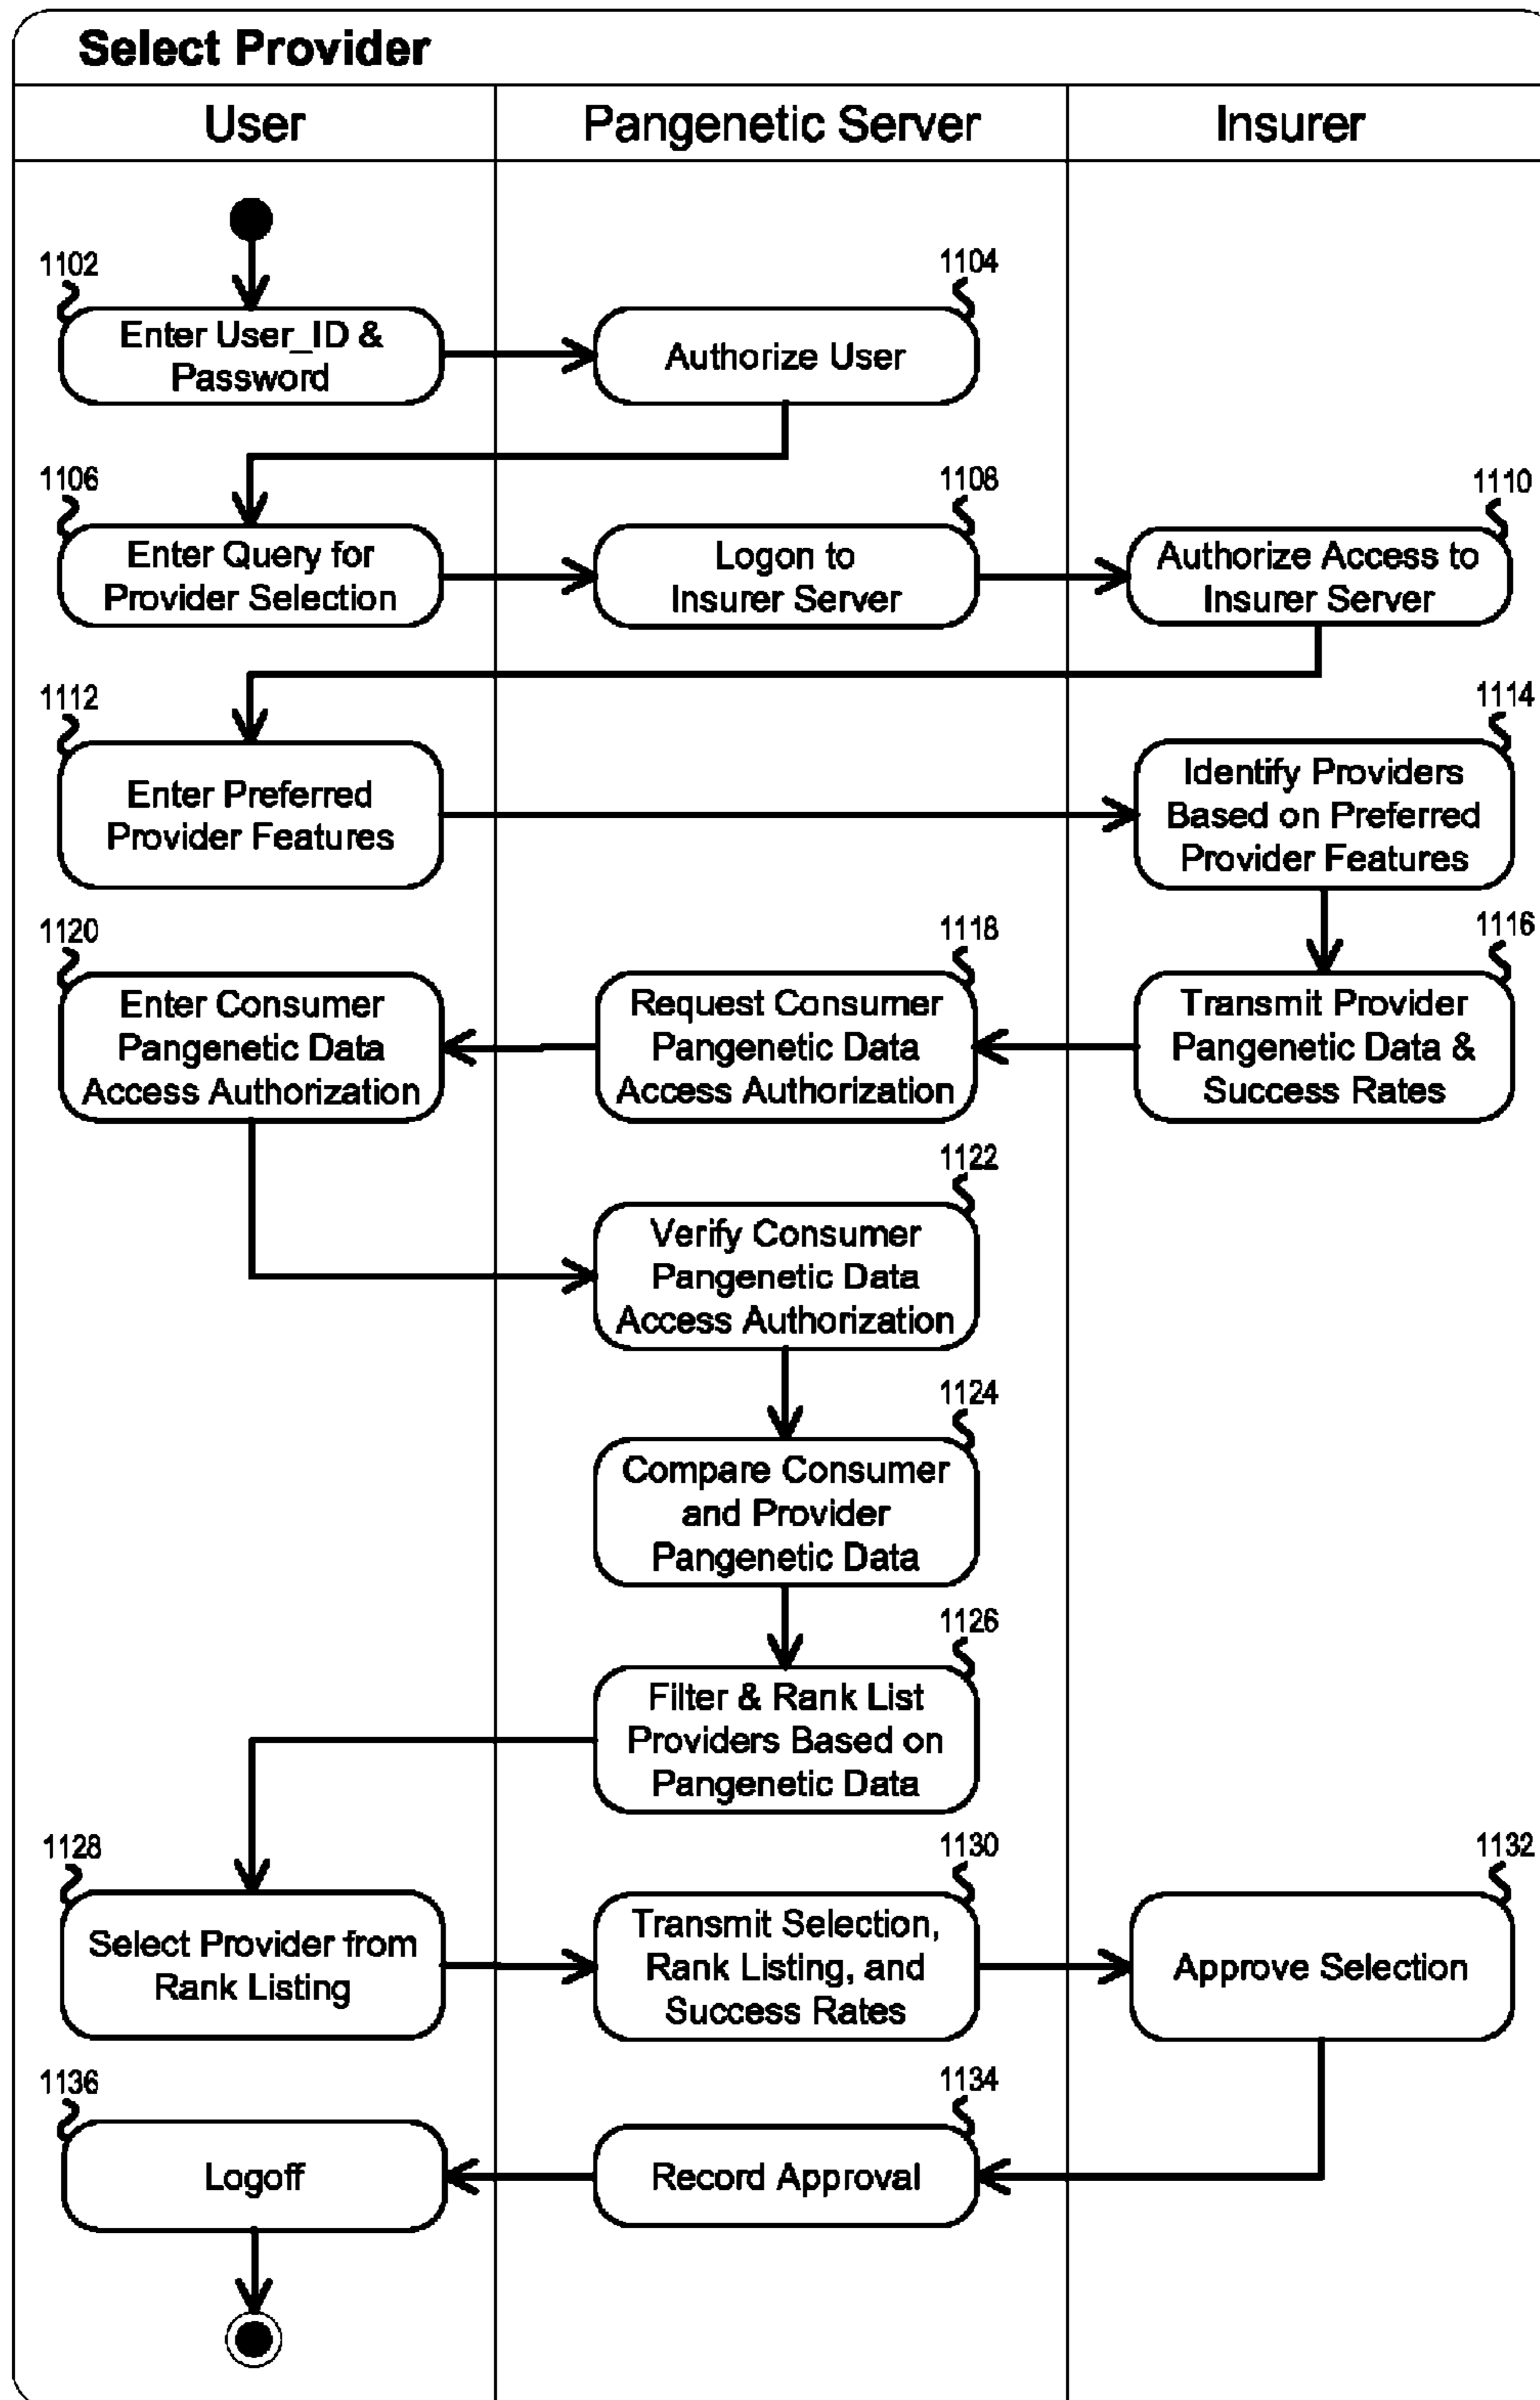 Select Provider
User
Pangenetic Server
Insurer
1102
1104
Enter User_ID &
Password
Authorize User
1106
1108
1110
Enter Query for
Provider Selection
Logon to
Insurer Server
Authorize Access to
Insurer Server
1112
1114
Enter Preferred
Provider Features
Identify Providers
Based on Preferred
Provider Features
1120
1118
1116
Enter Consumer
Pangenetic Data
Access Authorization
Request Consumer
Pangenetic Data
Access Authorization
Transmit Provider
Pangenetic Data &
Success Rates
1122
Verify Consumer
Pangenetic Data
Access Authorization
1124
Compare Consumer
and Provider
Pangenetic Data
1126
Filter & Rank List
Providers Based on
Pangenetic Data
1128
1130
1132
Select Provider from
Rank Listing
Transmit Selection,
Rank Listing, and
Success Rates
Approve Selection
1136
1134
Logoff
Record Approval